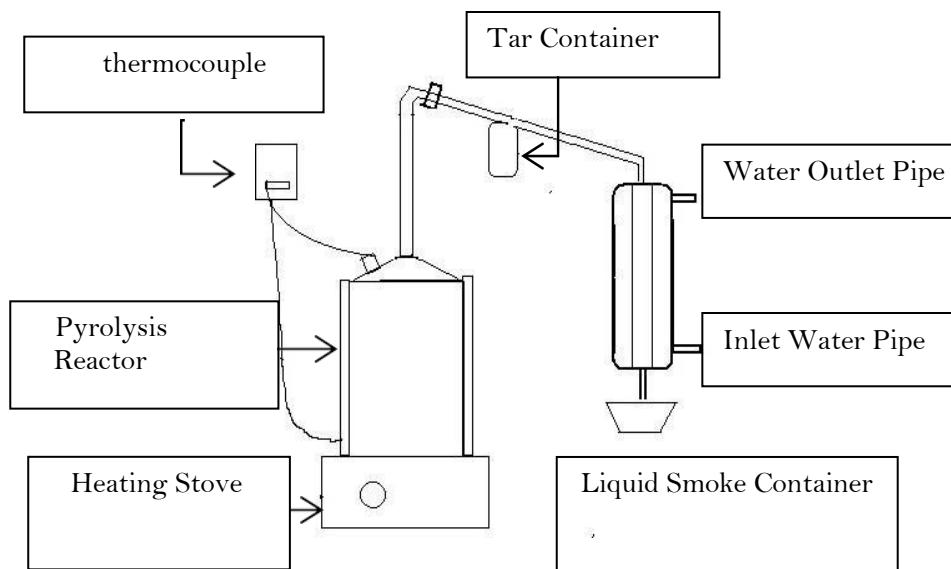 Tar Container
thermocouple
Water Outlet Pipe
Pyrolysis
Reactor
Inlet Water Pipe
Heating Stove
Liquid Smoke Container